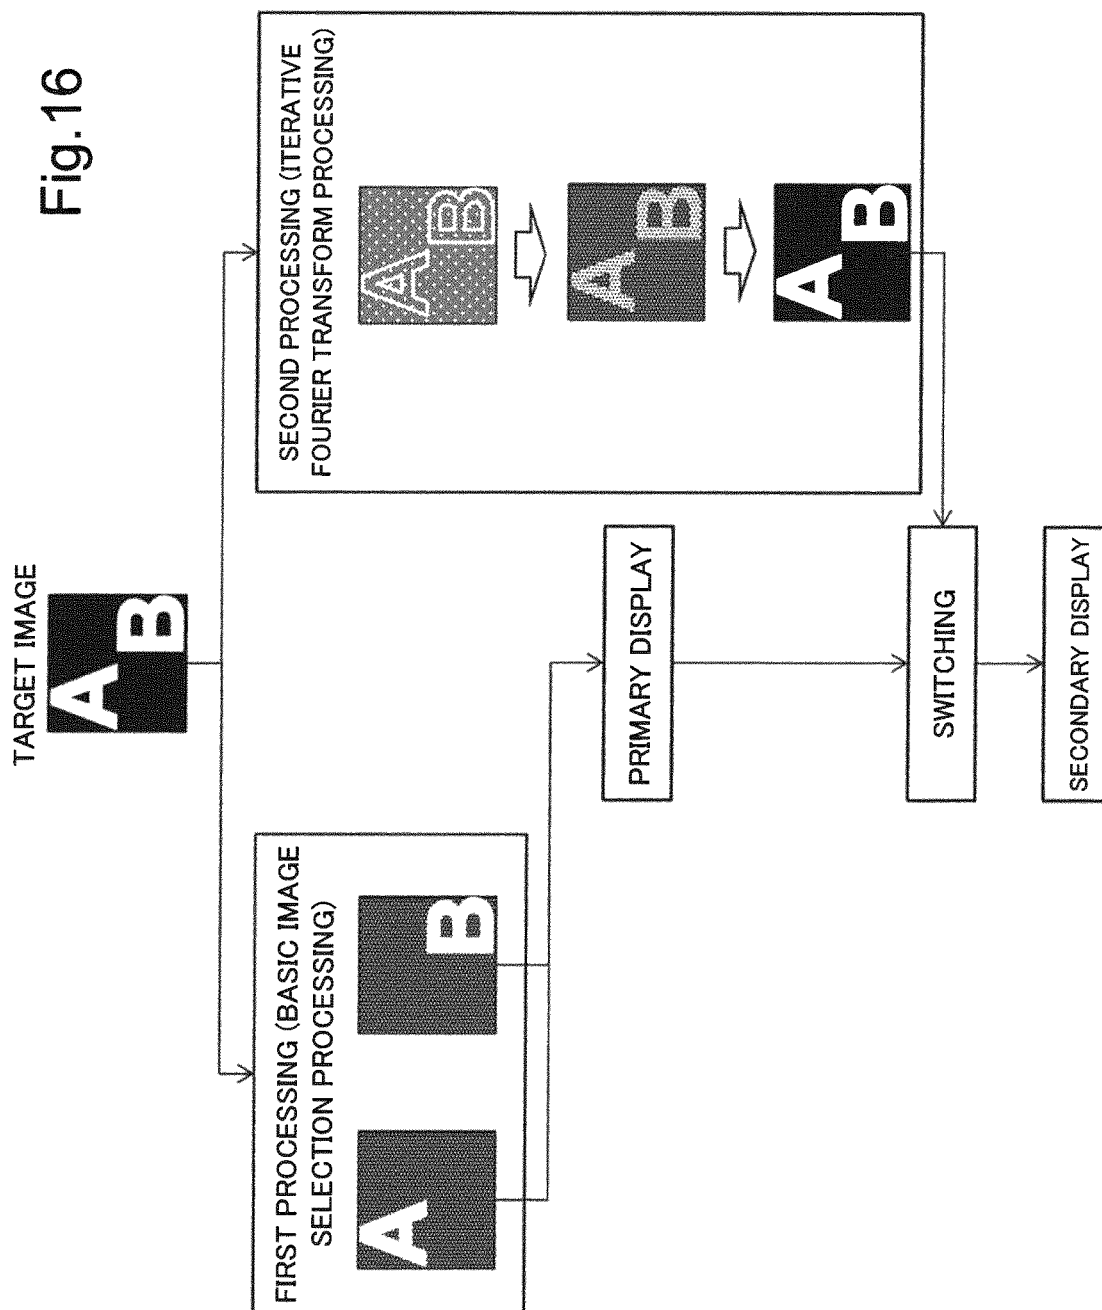 Fig.16
TARGET IMAGE
A
B
FIRST PROCESSING (BASIC IMAGE
SELECTION PROCESSING)
A
B
SECOND PROCESSING (ITERATIVE
FOURIER TRANSFORM PROCESSING)
A
B
A
B
A
B
PRIMARY DISPLAY
SWITCHING
SECONDARY DISPLAY